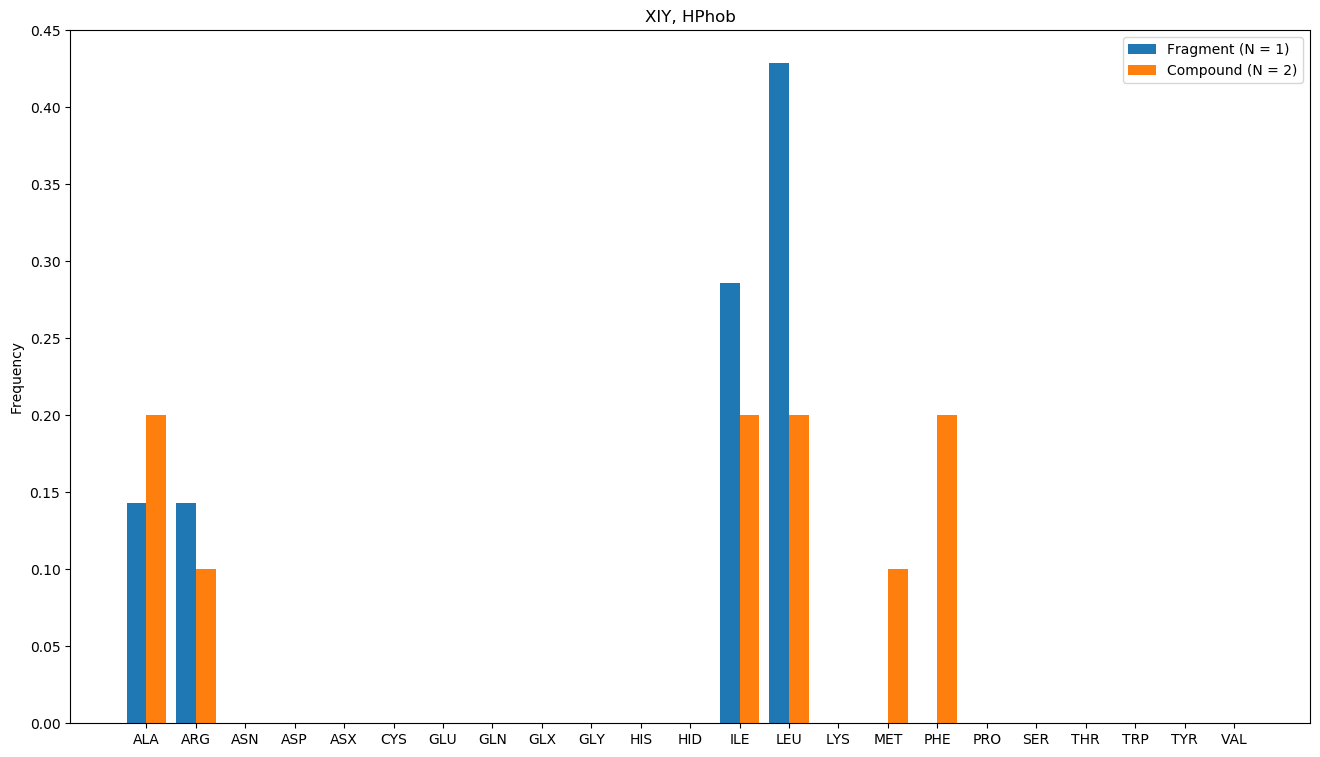 XIY, HPhob
Fragment (N = 1)
Compound (N = 2)
Frequency
0.45
0.40
0.35
0.30
0.25
0.20
0.15
0.10
0.05
0.00
ALA ARG ASN ASP ASX CYS GLU GLN GLX GLY HIS HID ILE LEU LYS MET PHE PRO SER THR TRP TYR VAL